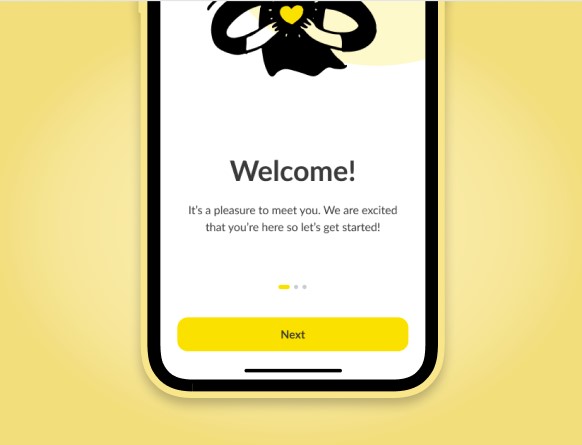 Welcome!
It's a pleasure to meet you. We are excited
that you're here so let's get started!
Next